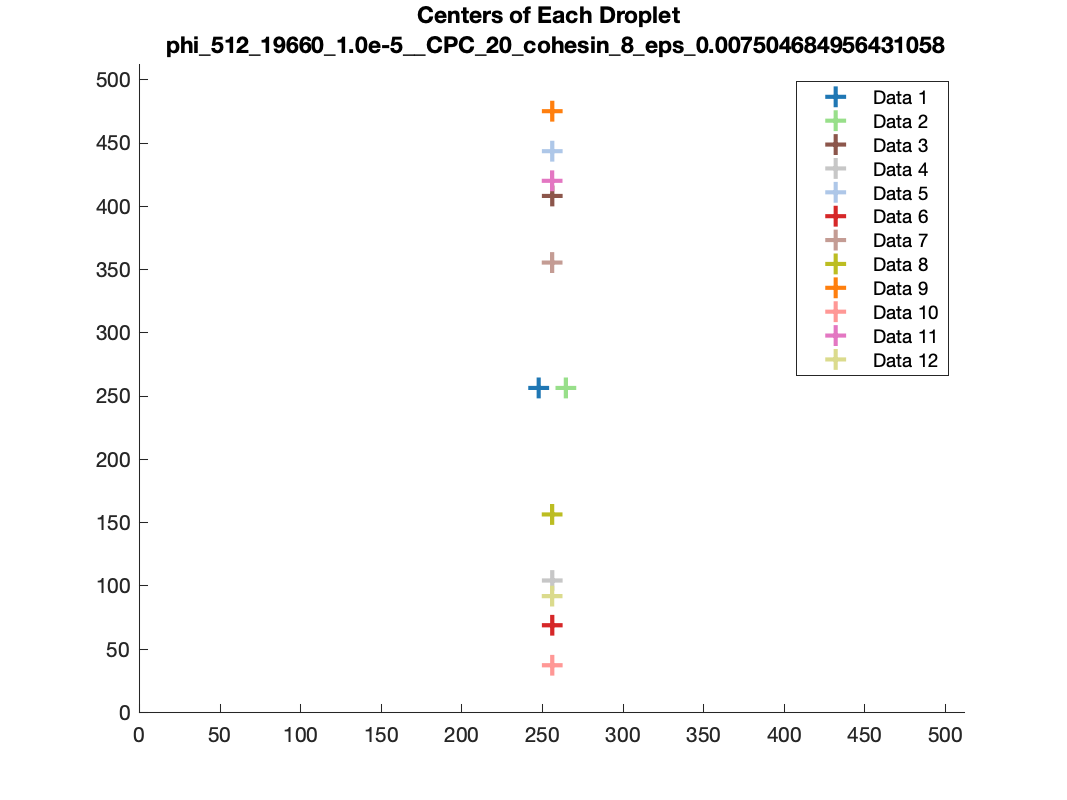 Centers of Each Droplet
phi_512_19660_1.0e-5__CPC_20_cohesin_8_eps_0.007504684956431058
500
450
400
350
300
250
200
150
100
50
0
0 50 100 150 200 250 300 350 400 450 500
Data 1
Data 2
Data 3
Data 4
Data 5
Data 6
Data 7
Data 8
Data 9
Data 10
Data 11
Data 12